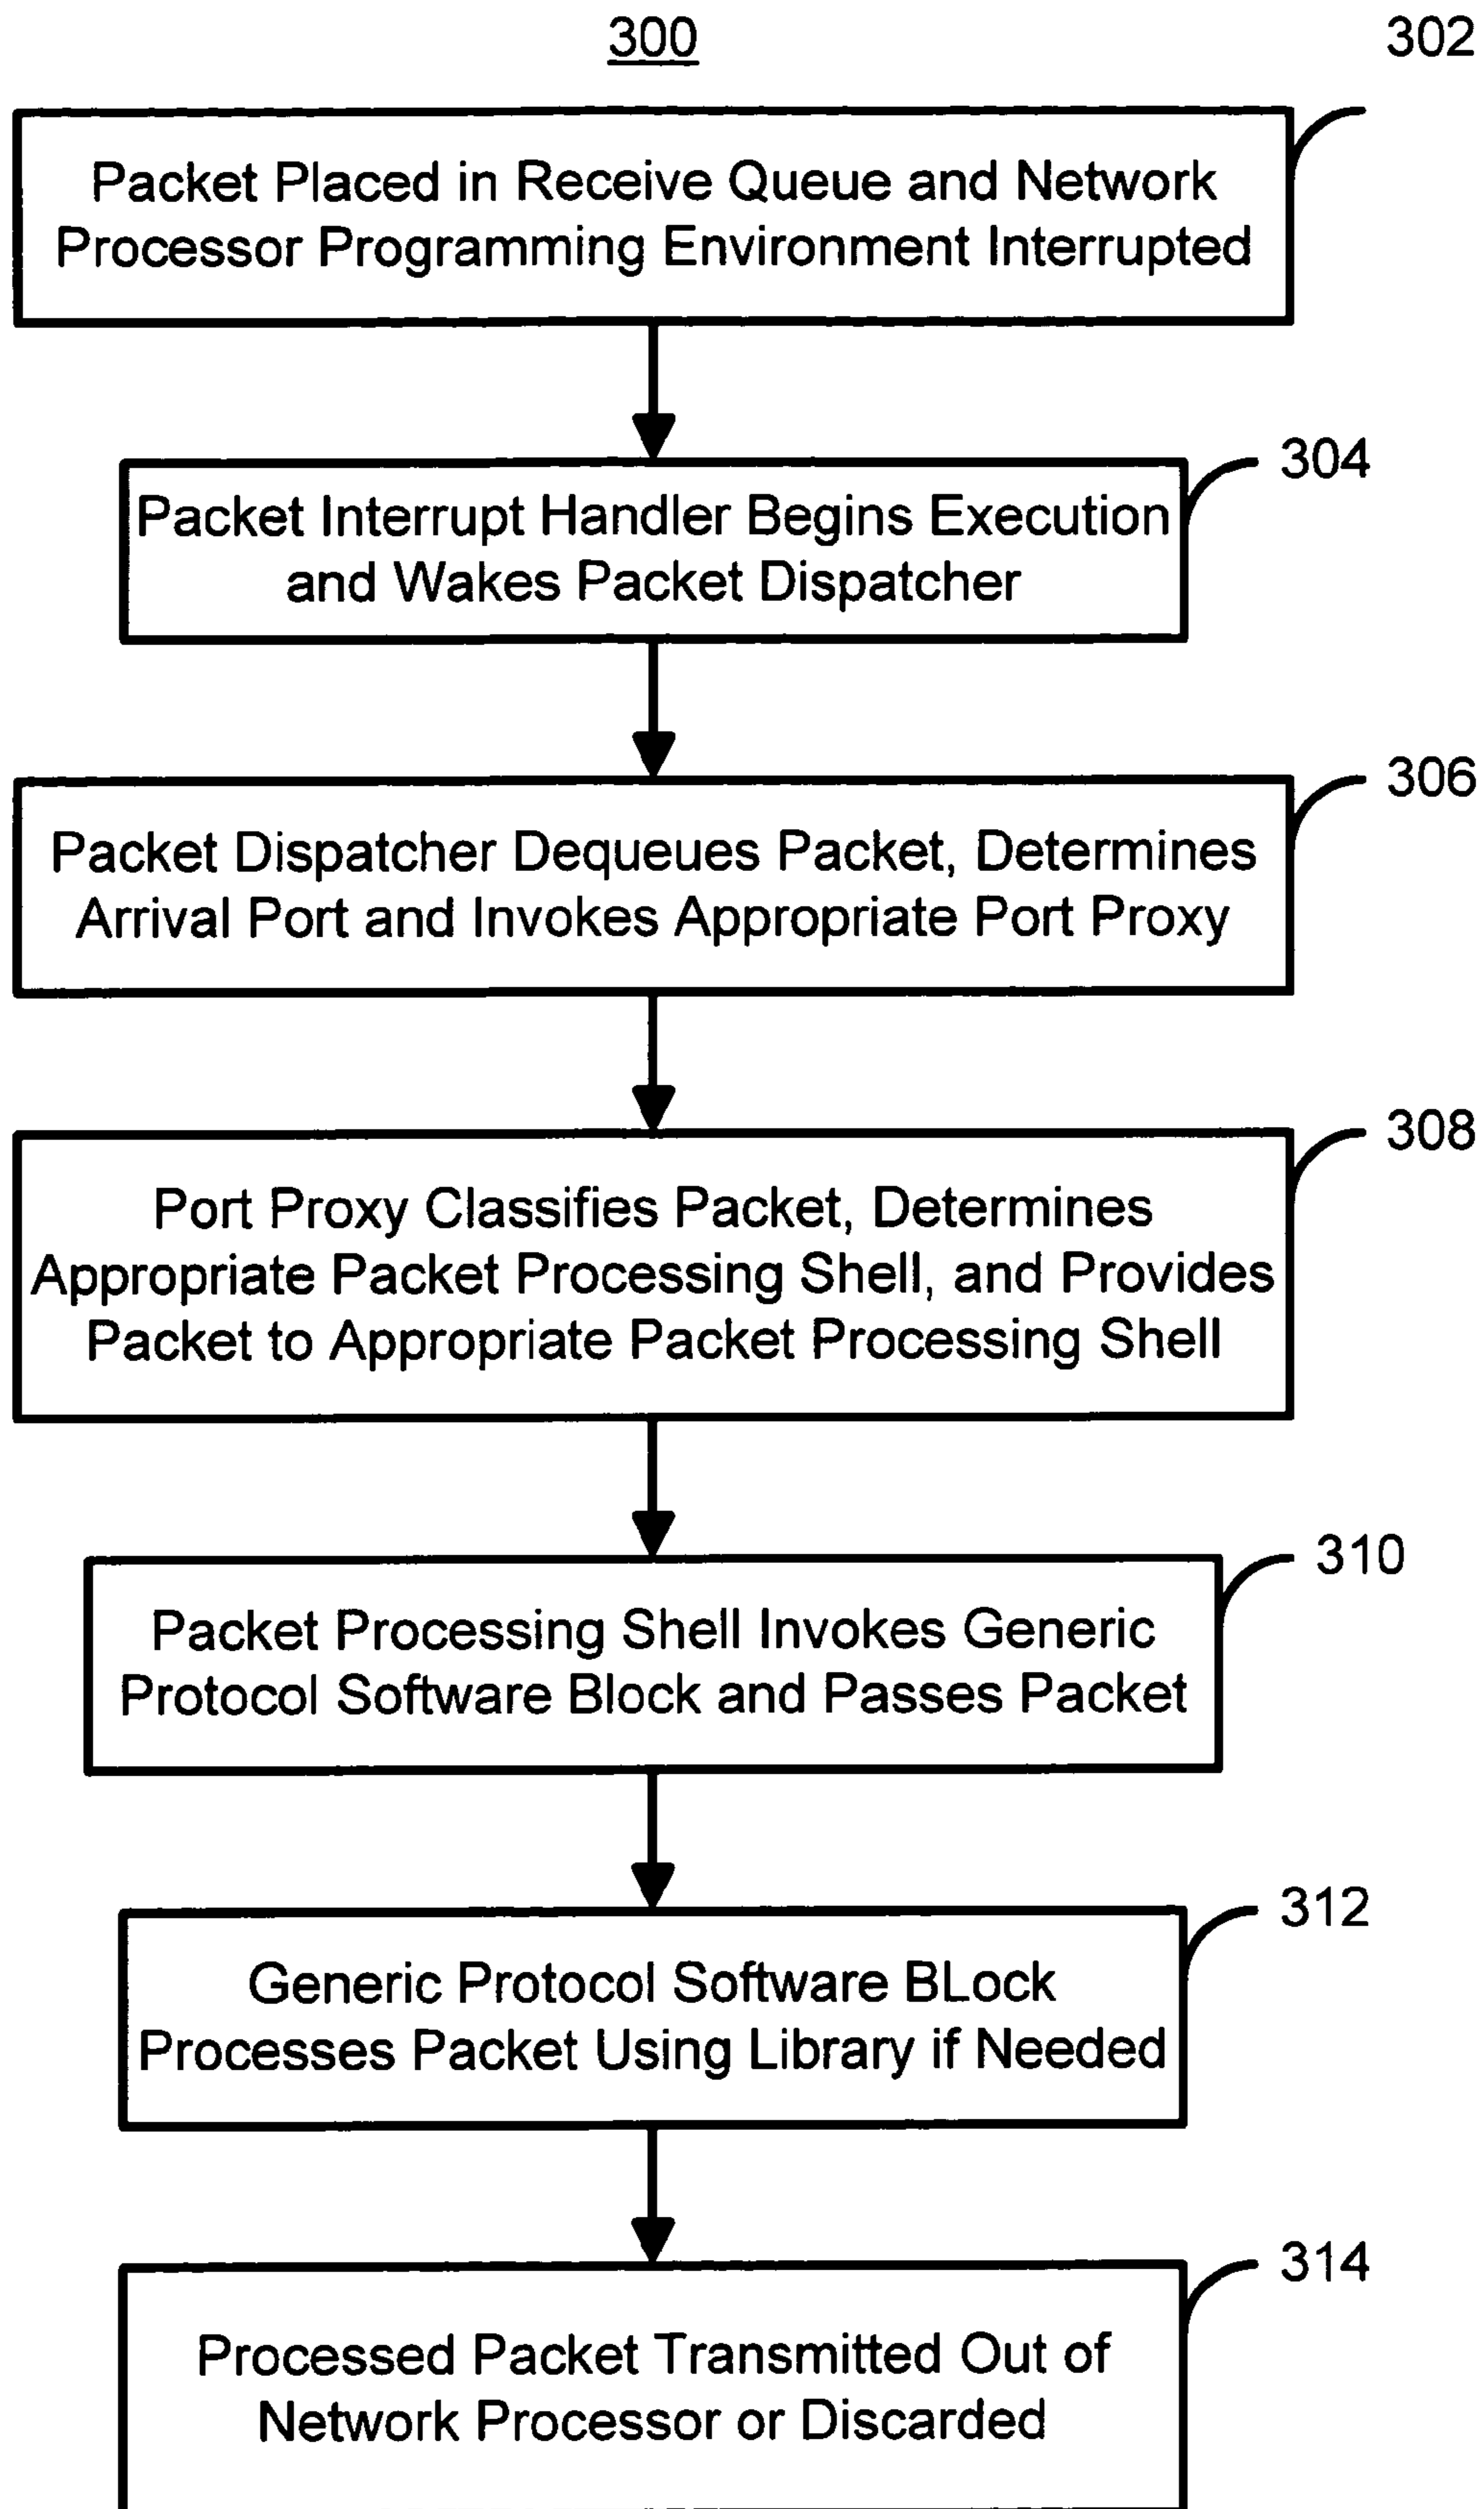 300
302
Packet Placed in Receive Queue and Network
Processor Programming Environment Interrupted
304
Packet Interrupt Handler Begins Execution
and Wakes Packet Dispatcher
306
Packet Dispatcher Dequeues Packet, Determines
Arrival Port and Invokes Appropriate Port Proxy
308
Port Proxy Classifies Packet, Determines
Appropriate Packet Processing Shell, and Provides
Packet to Appropriate Packet Processing Shell
310
Packet Processing Shell Invokes Generic
Protocol Software Block and Passes Packet
312
Generic Protocol Software BLock
Processes Packet Using Library if Needed
314
Processed Packet Transmitted Out of
Network Processor or Discarded